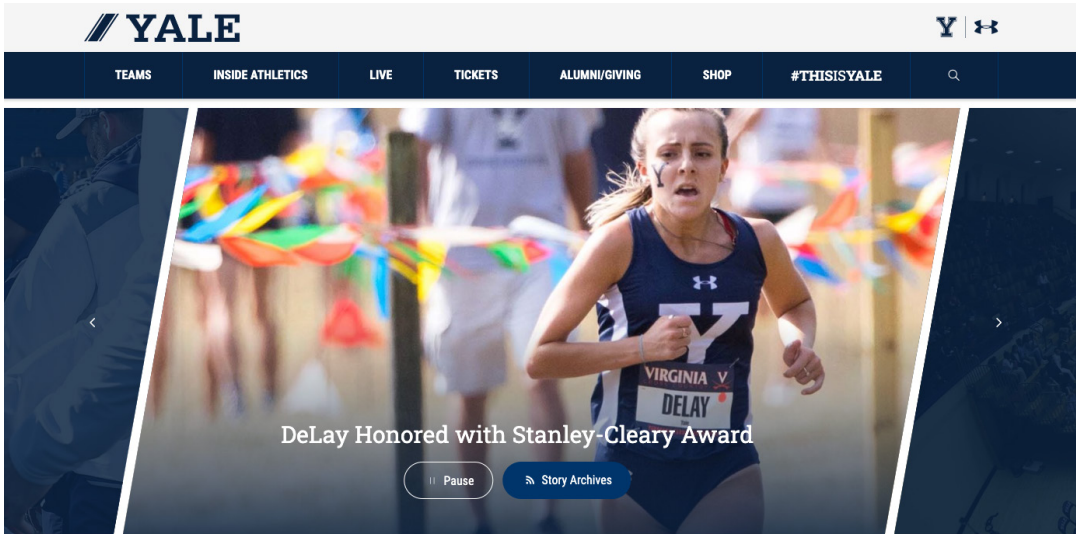 YALE
Y
TEAMS
INSIDE ATHLETICS
LIVE
TICKETS
ALUMNI/GIVING
SHOP
#THISISYALE
Y
Y
VIRGINIA V
DELAY
DeLay Honored with Stanley-Cleary Award
Pause
Story Archives